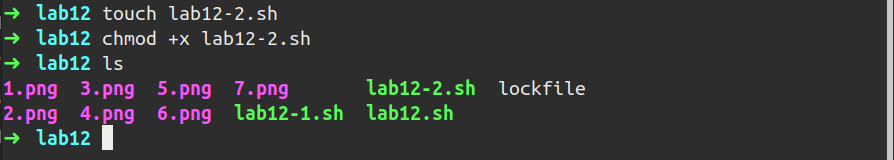 ➜ lab12 touch lab12-2.sh
➜ lab12 chmod +x lab12-2.sh
➜ lab12 ls
1.png 3.png 5.png 7.png lab12-2.sh lockfile
2.png 4.png 6.png lab12-1.sh lab12.sh
➜ lab12